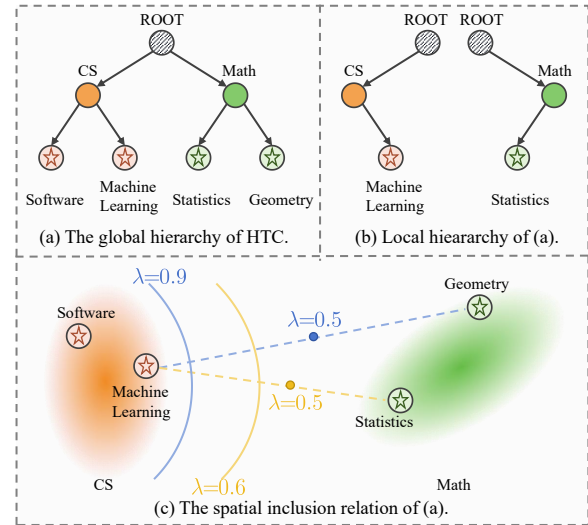 ROOT
CS
Math
Software
Machine
Learning
Statistics
Geometry
(a) The global hierarchy of HTC.
ROOT ROOT
CS
Math
Machine
Learning
Statistics
(b) Local hieararchy of (a).
λ=0.9
Geometry
Software
λ=0.5
Machine
Learning
λ=0.5
Statistics
λ=0.6
CS
Math
(c) The spatial inclusion relation of (a).